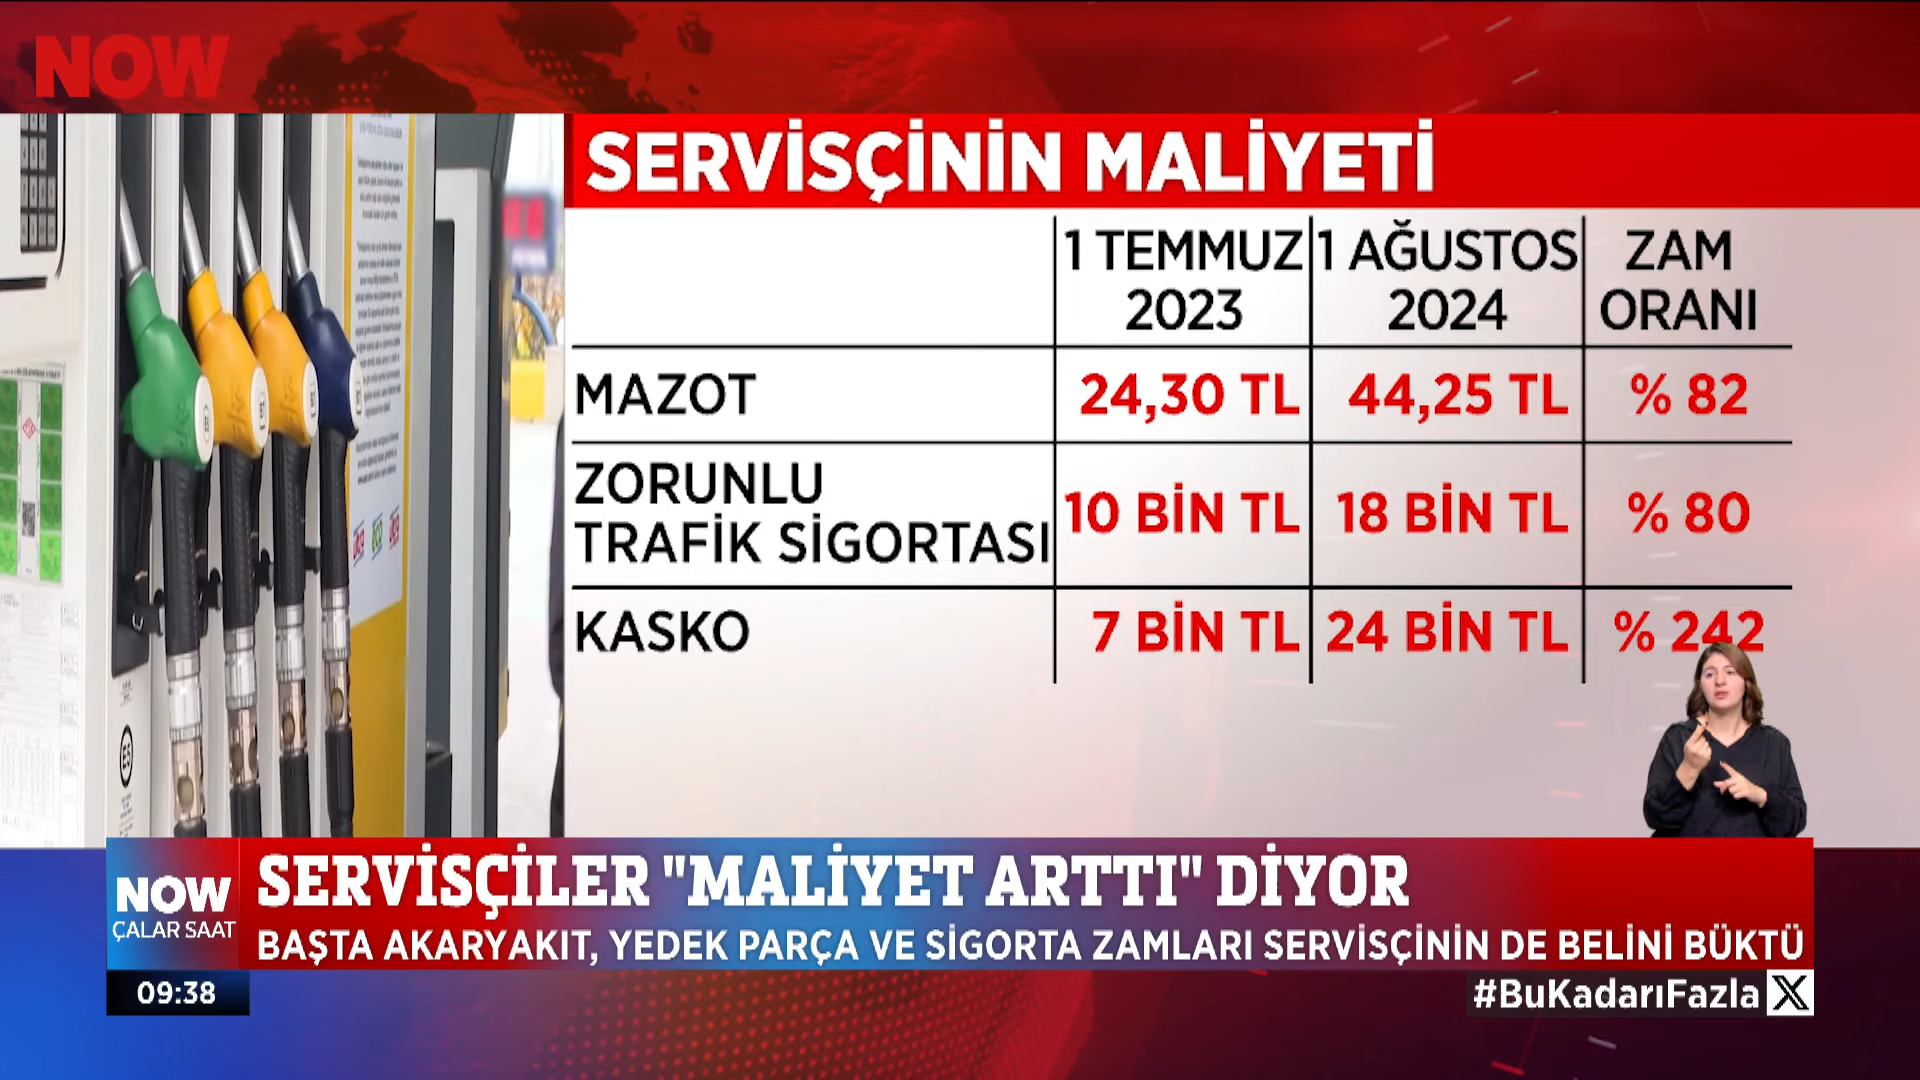 NOW
SERVİSÇİNİN MALİYETİ
1 TEMMUZ 2023
1 AĞUSTOS 2024
ZAM ORANI
MAZOT 24,30 TL 44,25 TL % 82
ZORUNLU TRAFİK SİGORTASI 10 BİN TL 18 BİN TL % 80
KASKO 7 BİN TL 24 BİN TL % 242
NOW
ÇALAR SAAT
SERVİSÇİLER "MALİYET ARTTI" DİYOR
BAŞTA AKARYAKIT, YEDEK PARÇA VE SİGORTA ZAMLARI SERVİSÇİNİN DE BELİNİ BÜKTÜ
09:38
#BuKadarıFazla X